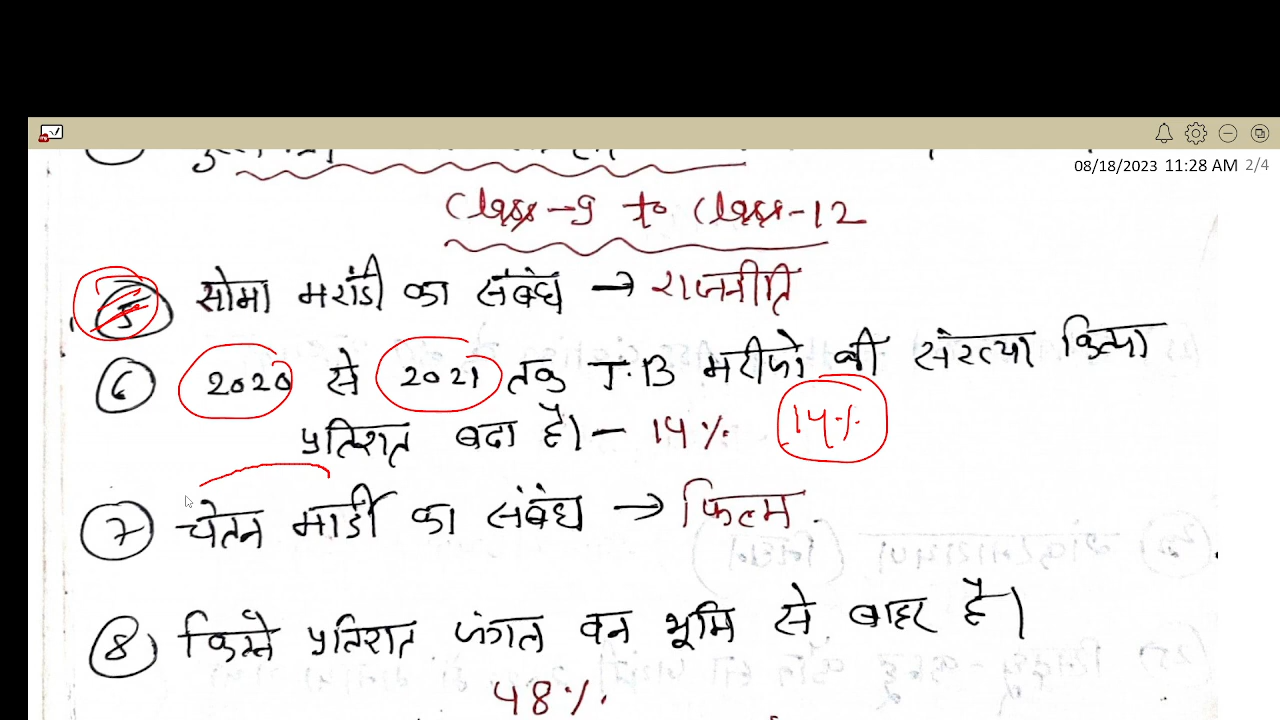 08/18/2023 11:28 AM 2/4
Class-9 to Class-12
5 सोमा मरांडी का संबंध → राजनीति
6 2020 से 2021 तक T.B मरीजो की संख्या कितना
प्रतिशत बढा है। – 14%. 14%
7 चेतन मार्डी का संबंध → फिल्म.
8 कितने प्रतिशत जंगल वन भूमि से बाहर है।
48%.